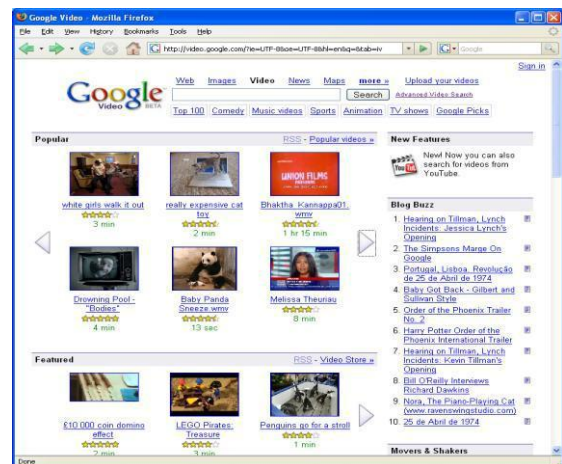 Google Video - Mozilla Firefox
File Edit View History Bookmarks Tools Help
http://video.google.com/?ie=UTF-8&oe=UTF-8&hl=en&q=&tab=iv
Google
Sign in
Web Images Video News Maps more » Upload your videos
Google Video BETA
Search Advanced Video Search
Top 100 Comedy Music videos Sports Animation TV shows Google Picks
Popular
RSS - Popular videos »
UNION FILMS
white girls walk it out
3 min
really expensive cat toy
2 min
Bhaktha_Kannappa01.wmv
1 hr 15 min
Drowning Pool - "Bodies"
4 min
Baby Panda Sneeze.wmv
13 sec
Melissa Theuriau
8 min
Featured
RSS - Video Store »
£10 000 coin domino effect
2 min
LEGO Pirates: Treasure
3 min
Penguins go for a stroll
1 min
New Features
New! Now you can also
search for videos from
YouTube.
Blog Buzz
1. Hearing on Tillman, Lynch
Incidents: Jessica Lynch's
Opening
2. The Simpsons Marge On
Google
3. Portugal, Lisboa. Revolução
de 25 de Abril de 1974
4. Baby Got Back - Gilbert and
Sullivan Style
5. Order of the Phoenix Trailer
No. 2
6. Harry Potter Order of the
Phoenix International Trailer
7. Hearing on Tillman, Lynch
Incidents: Kevin Tillman's
Opening
8. Bill O'Reilly Interviews
Richard Dawkins
9. Nora, The Piano-Playing Cat
(www.ravenswingstudio.com)
10. 25 de Abril de 1974
Movers & Shakers
Done